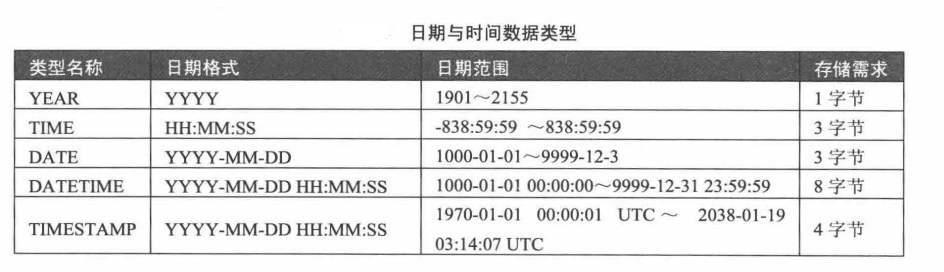 日期与时间数据类型
类型名称 日期格式 日期范围 存储需求
YEAR YYYY 1901～2155 1 字节
TIME HH:MM:SS -838:59:59 ～838:59:59 3 字节
DATE YYYY-MM-DD 1000-01-01～9999-12-3 3 字节
DATETIME YYYY-MM-DD HH:MM:SS 1000-01-01 00:00:00～9999-12-31 23:59:59 8 字节
TIMESTAMP YYYY-MM-DD HH:MM:SS 1970-01-01 00:00:01 UTC～ 2038-01-19
03:14:07 UTC 4 字节